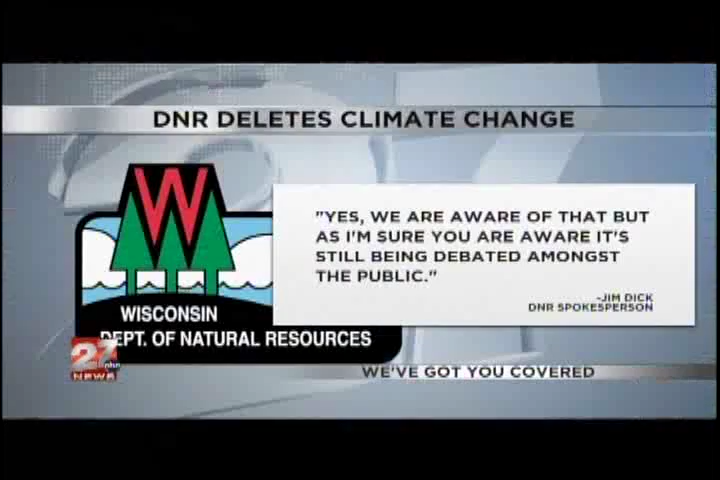 DNR DELETES CLIMATE CHANGE
W
"YES, WE ARE AWARE OF THAT BUT
AS I'M SURE YOU ARE AWARE IT'S
STILL BEING DEBATED AMONGST
THE PUBLIC."
-JIM DICK
DNR SPOKESPERSON
WISCONSIN
DEPT. OF NATURAL RESOURCES
27
NEWS
WE'VE GOT YOU COVERED